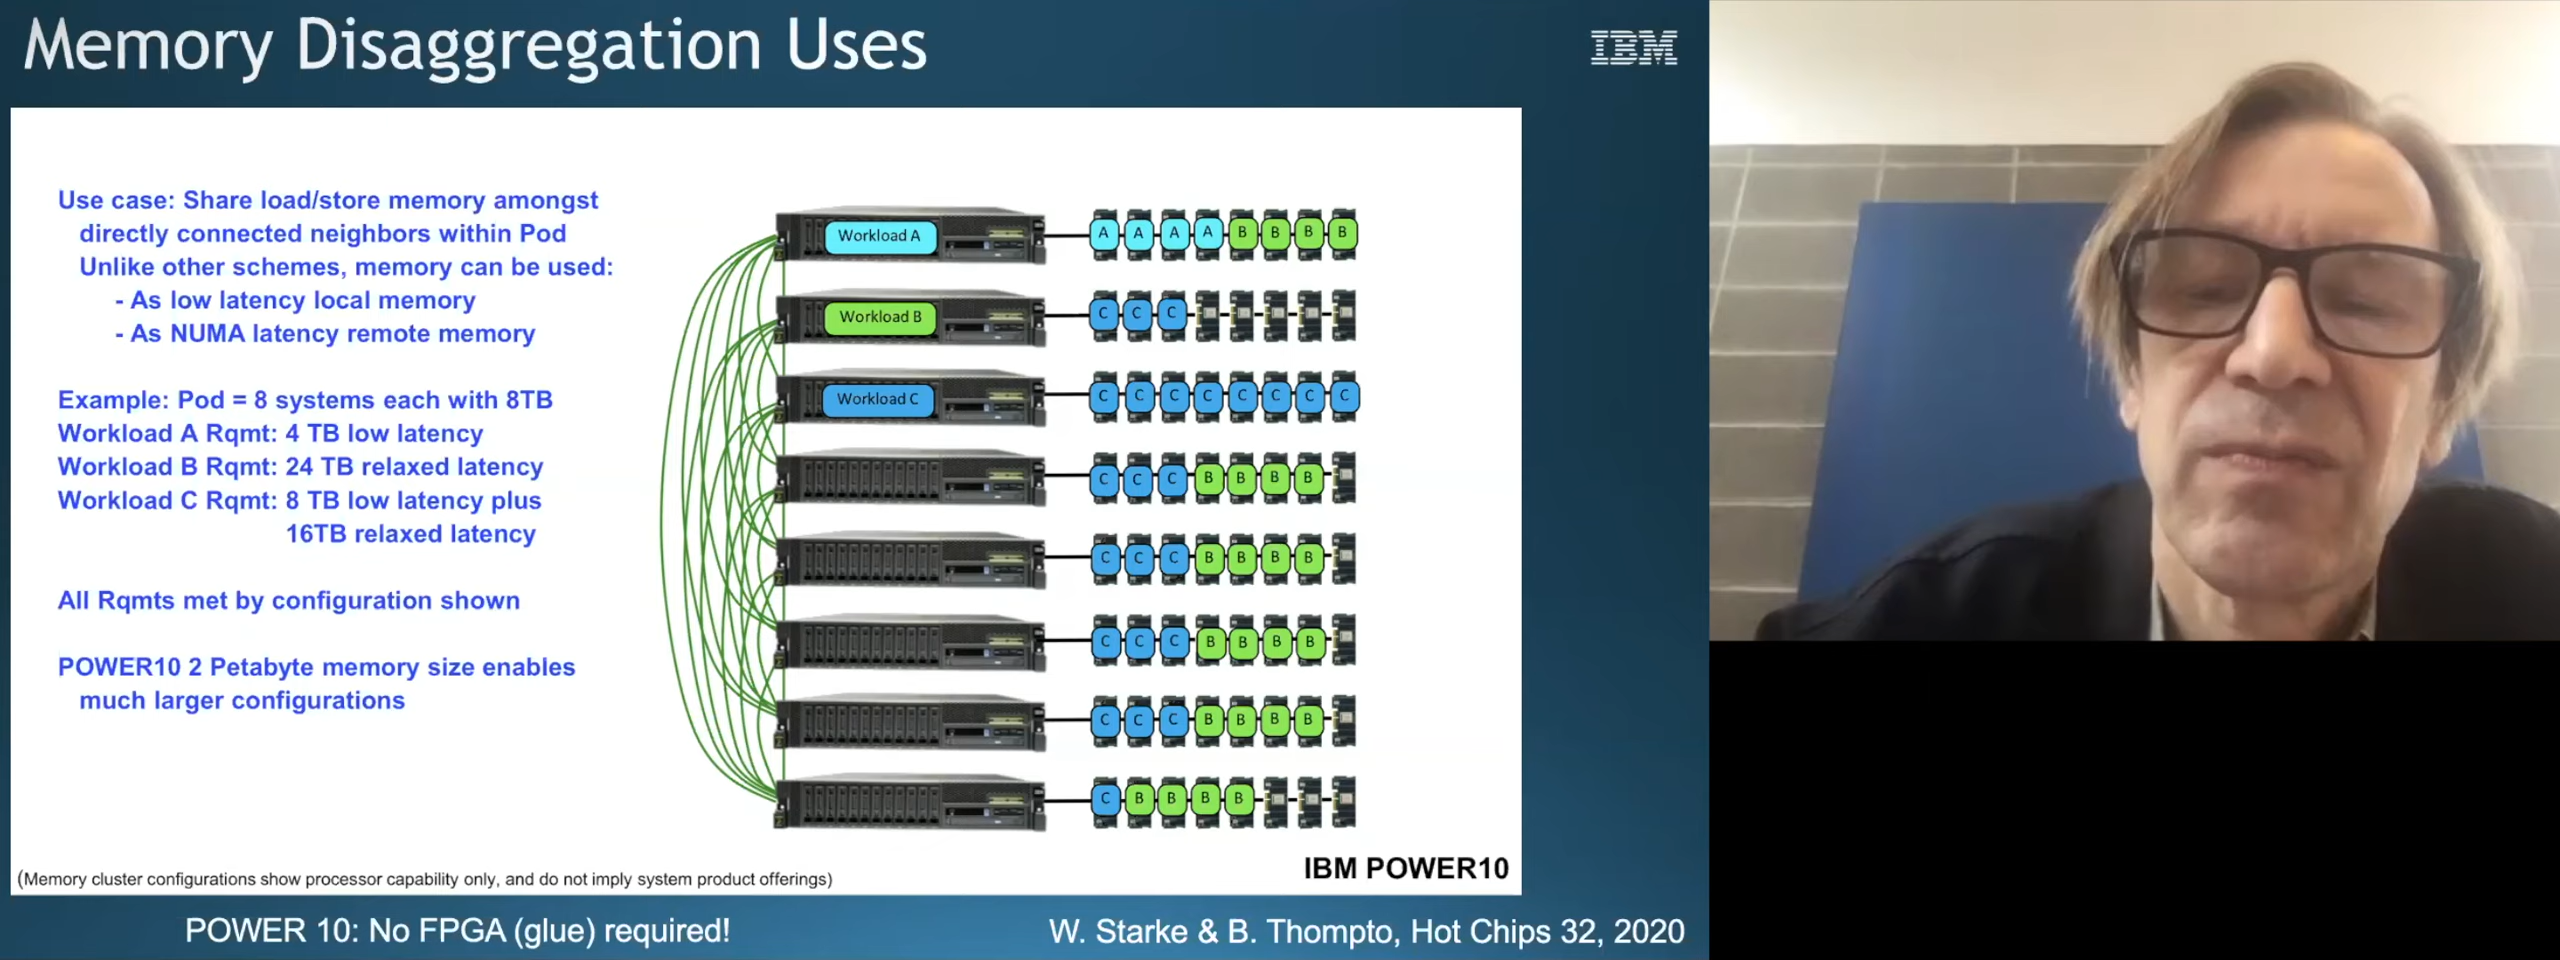 Memory Disaggregation Uses
IBM
Use case: Share load/store memory amongst
directly connected neighbors within Pod
Unlike other schemes, memory can be used:
- As low latency local memory
- As NUMA latency remote memory
Example: Pod = 8 systems each with 8TB
Workload A Rqmt: 4 TB low latency
Workload B Rqmt: 24 TB relaxed latency
Workload C Rqmt: 8 TB low latency plus
16TB relaxed latency
All Rqmts met by configuration shown
POWER10 2 Petabyte memory size enables
much larger configurations
Workload A A A A A B B B B
Workload B C C C
Workload C C C C C C C C C
C C C B B B B
C C C B B B B
C C C B B B B
C C C B B B B
C B B B B
IBM POWER10
(Memory cluster configurations show processor capability only, and do not imply system product offerings)
POWER 10: No FPGA (glue) required!
W. Starke & B. Thompto, Hot Chips 32, 2020